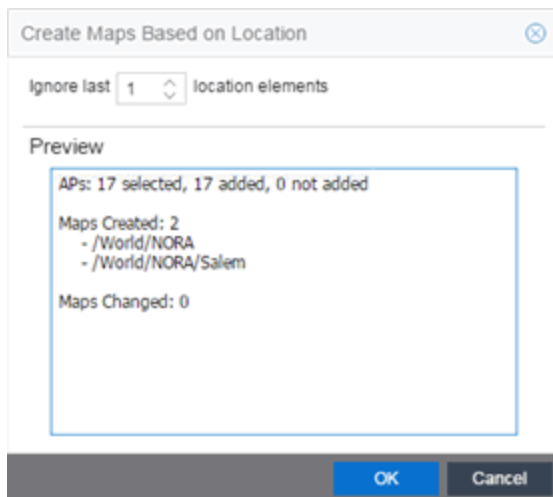 Create Maps Based on Location
Ignore last 1 location elements
Preview
APs: 17 selected, 17 added, 0 not added
Maps Created: 2
- /World/NORA
- /World/NORA/Salem
Maps Changed: 0
OK Cancel